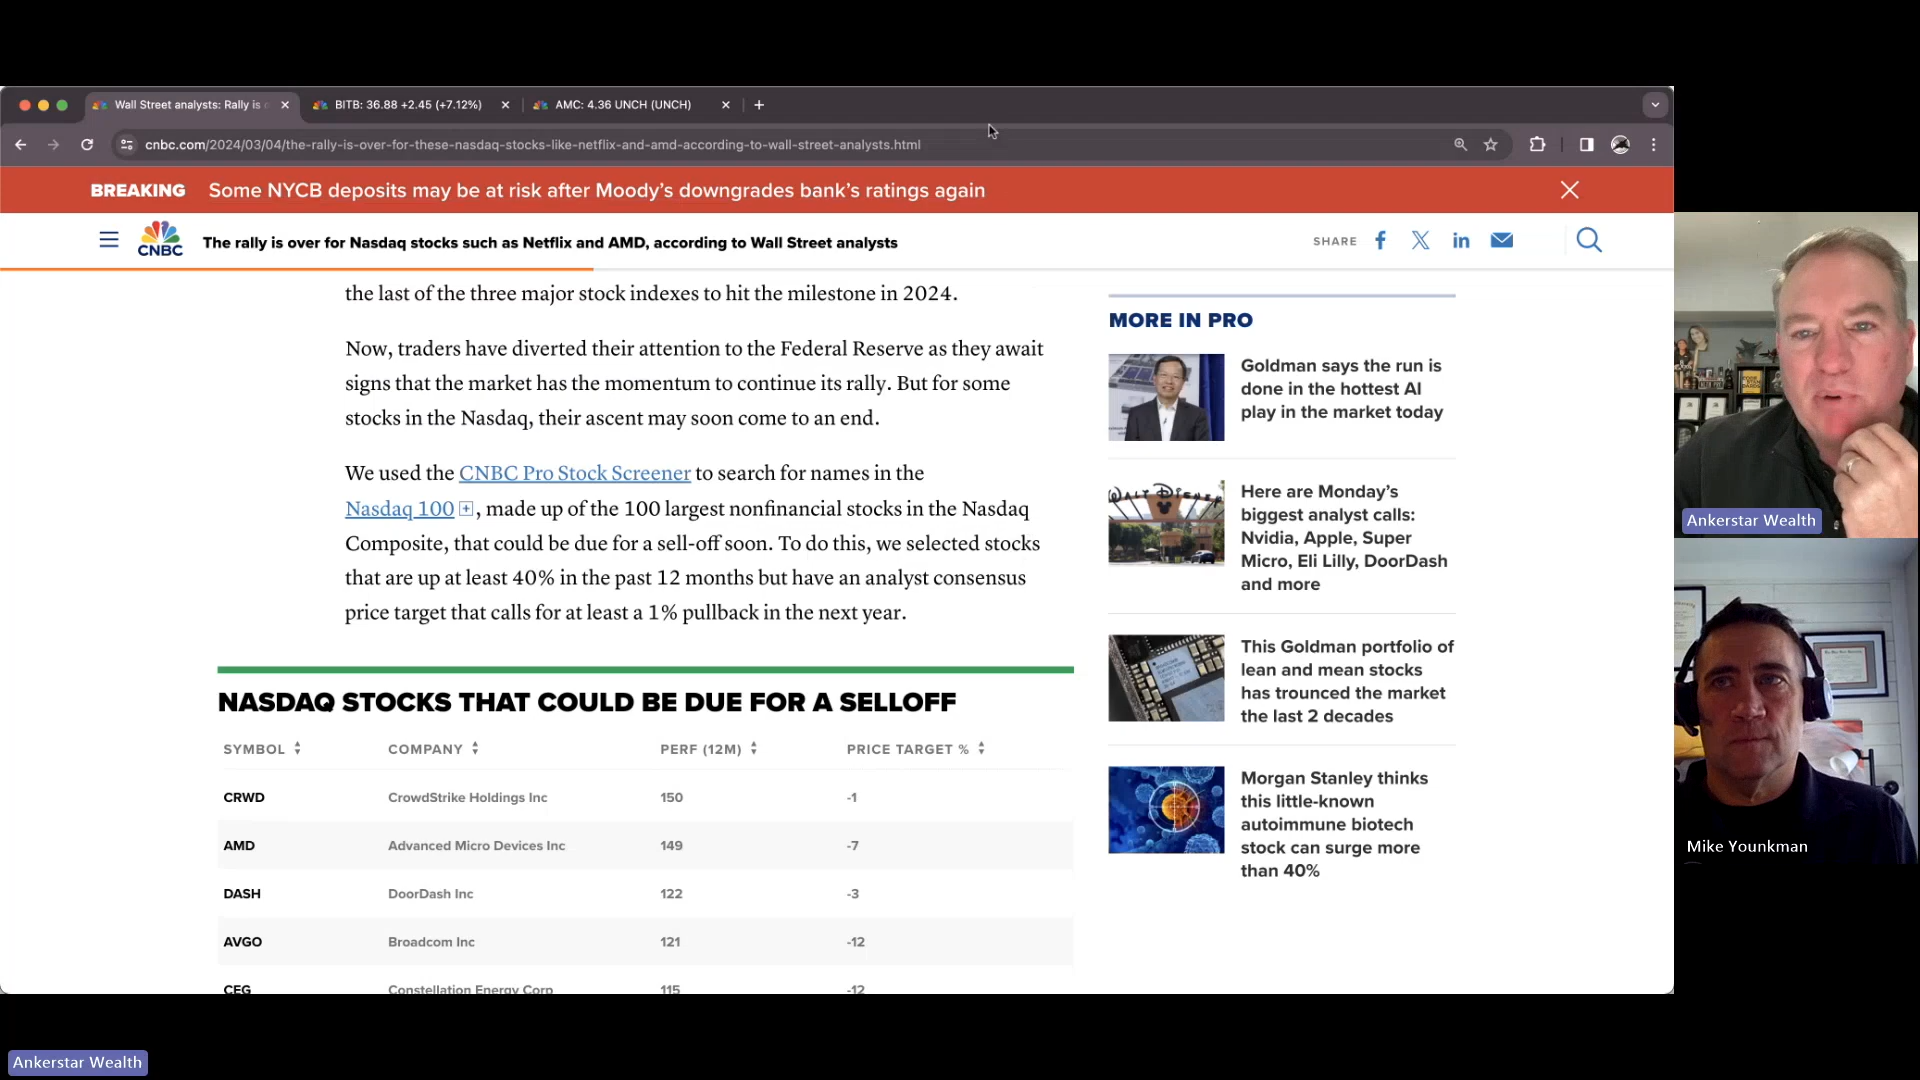 Wall Street analysts: Rally is
BITB: 36.88 +2.45 (+7.12%)
AMC: 4.36 UNCH (UNCH)
cnbc.com/2024/03/04/the-rally-is-over-for-these-nasdaq-stocks-like-netflix-and-amd-according-to-wall-street-analysts.html
BREAKING Some NYCB deposits may be at risk after Moody's downgrades bank's ratings again
CNBC
The rally is over for Nasdaq stocks such as Netflix and AMD, according to Wall Street analysts
SHARE
the last of the three major stock indexes to hit the milestone in 2024.
Now, traders have diverted their attention to the Federal Reserve as they await
signs that the market has the momentum to continue its rally. But for some
stocks in the Nasdaq, their ascent may soon come to an end.
We used the CNBC Pro Stock Screener to search for names in the
Nasdaq 100, made up of the 100 largest nonfinancial stocks in the Nasdaq
Composite, that could be due for a sell-off soon. To do this, we selected stocks
that are up at least 40% in the past 12 months but have an analyst consensus
price target that calls for at least a 1% pullback in the next year.
NASDAQ STOCKS THAT COULD BE DUE FOR A SELLOFF
SYMBOL COMPANY PERF (12M) PRICE TARGET %
CRWD CrowdStrike Holdings Inc 150 -1
AMD Advanced Micro Devices Inc 149 -7
DASH DoorDash Inc 122 -3
AVGO Broadcom Inc 121 -12
CEG Constellation Energy Corp 115 -12
MORE IN PRO
Goldman says the run is
done in the hottest AI
play in the market today
WALT DISNEY
Here are Monday's
biggest analyst calls:
Nvidia, Apple, Super
Micro, Eli Lilly, DoorDash
and more
This Goldman portfolio of
lean and mean stocks
has trounced the market
the last 2 decades
Morgan Stanley thinks
this little-known
autoimmune biotech
stock can surge more
than 40%
Ankerstar Wealth
Mike Younkman
Ankerstar Wealth